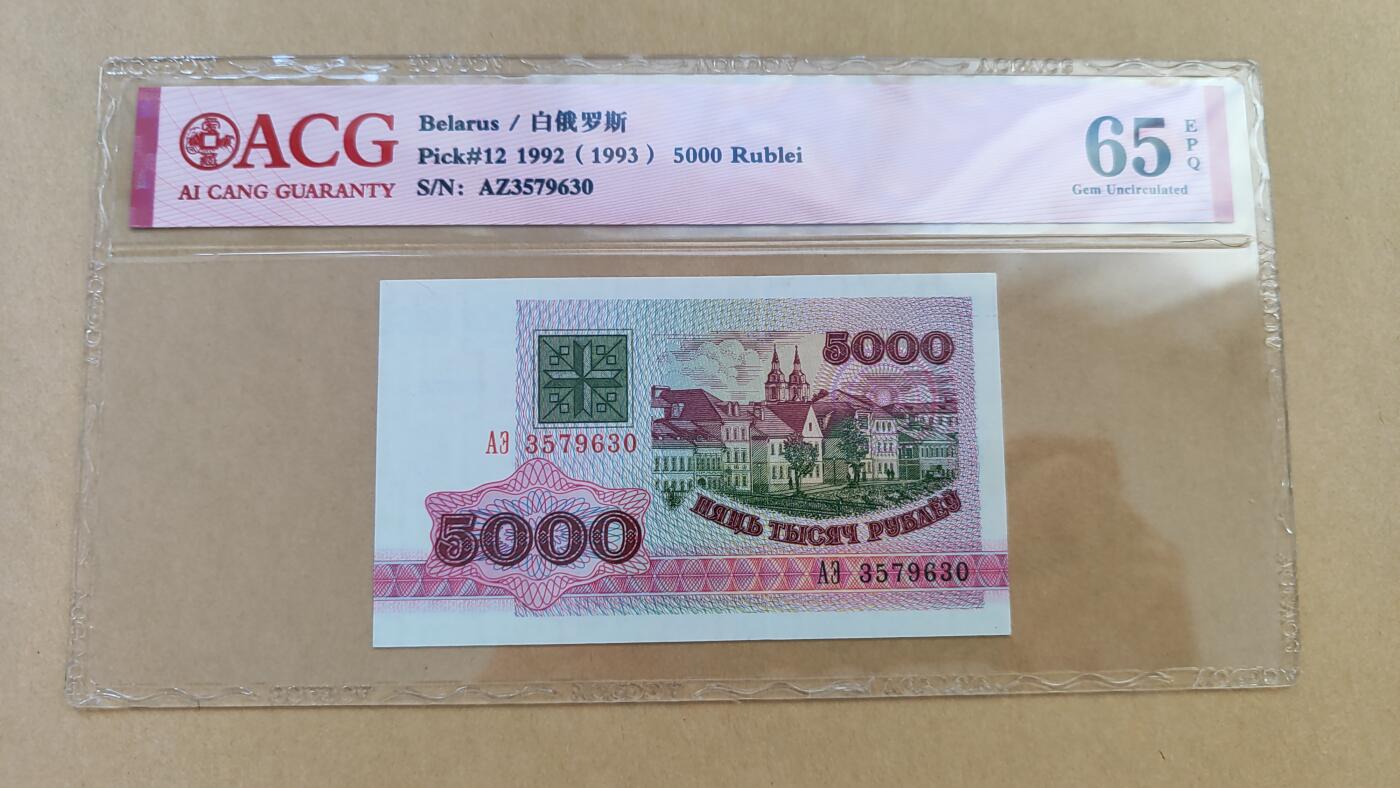 ACG
AI CANG GUARANTY
Belarus / 白俄罗斯
Pick#12 1992 ( 1993 ) 5000 Rublei
S/N: AZ3579630
65
EPQ
Gem Uncirculated
5000
АЭ 3579630
5000
ПЯЦЬ ТЫСЯЧ РУБЛЁЎ
АЭ 3579630